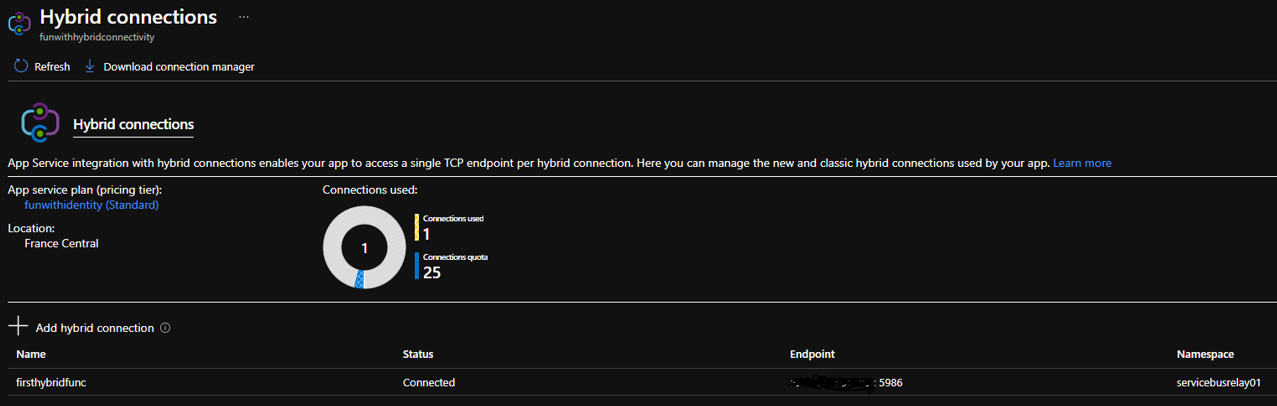 Hybrid connections ...
funwithhybridconnectivity
Refresh Download connection manager
Hybrid connections
App Service integration with hybrid connections enables your app to access a single TCP endpoint per hybrid connection. Here you can manage the new and classic hybrid connections used by your app. Learn more
App service plan (pricing tier):
funwithidentity (Standard)
Location:
France Central
Connections used:
1
Connections used
1
Connections quota
25
Add hybrid connection
Name Status Endpoint Namespace
firsthybridfunc Connected : 5986 servicebusrelay01